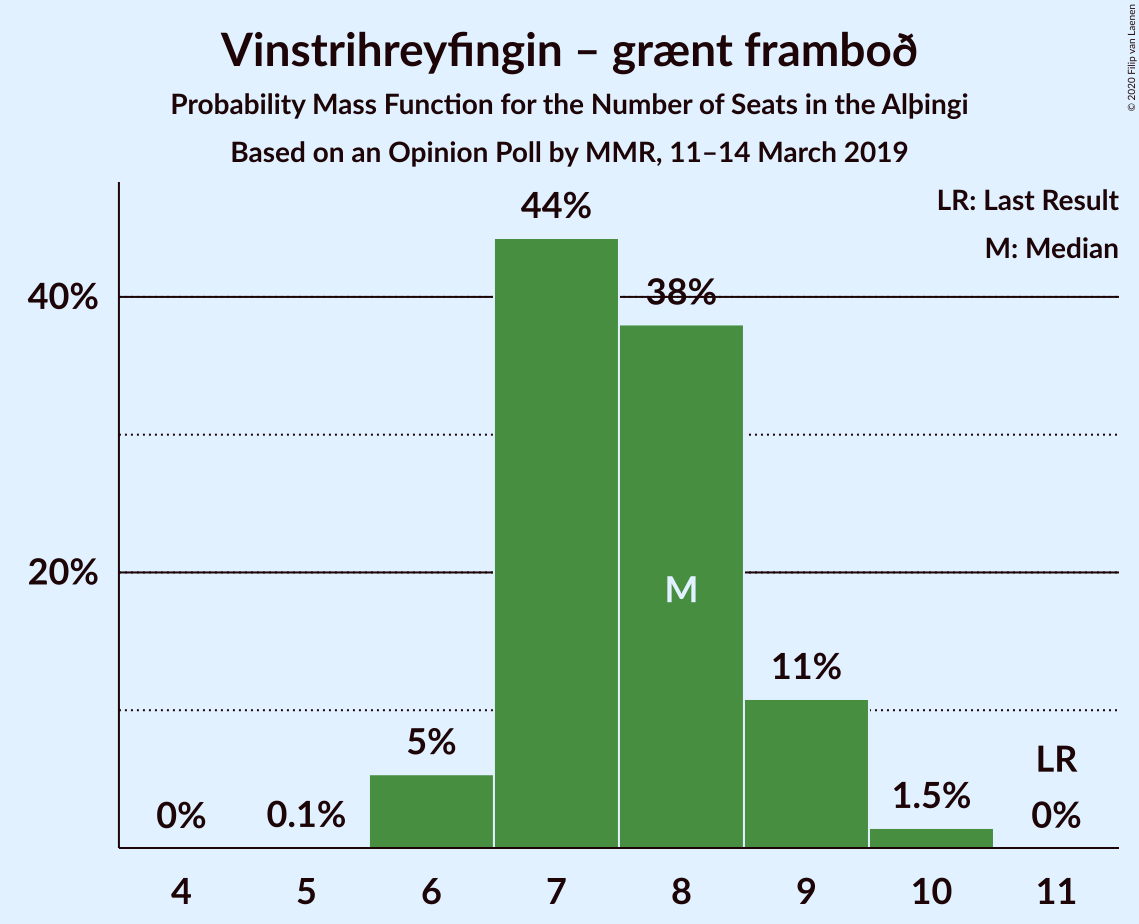 Vinstrihreyfingin – grænt framboð
Probability Mass Function for the Number of Seats in the Alþingi
Based on an Opinion Poll by MMR, 11–14 March 2019
© 2020 Filip van Laenen
LR: Last Result
M: Median
44%
40%
38%
20%
M
11%
5%
LR
0%
0.1%
1.5%
0%
4
5
6
7
8
9
10
11